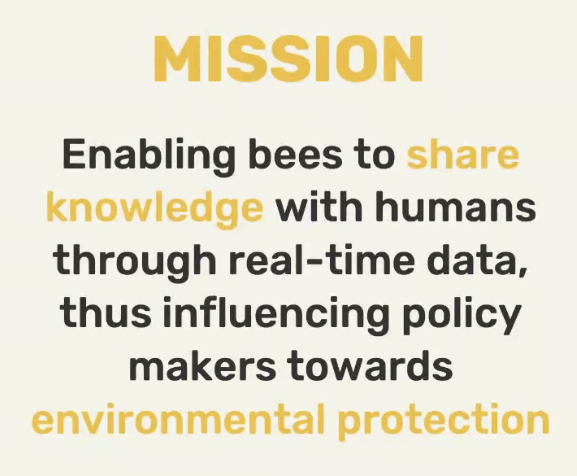 MISSION
Enabling bees to share
knowledge with humans
through real-time data,
thus influencing policy
makers towards
environmental protection